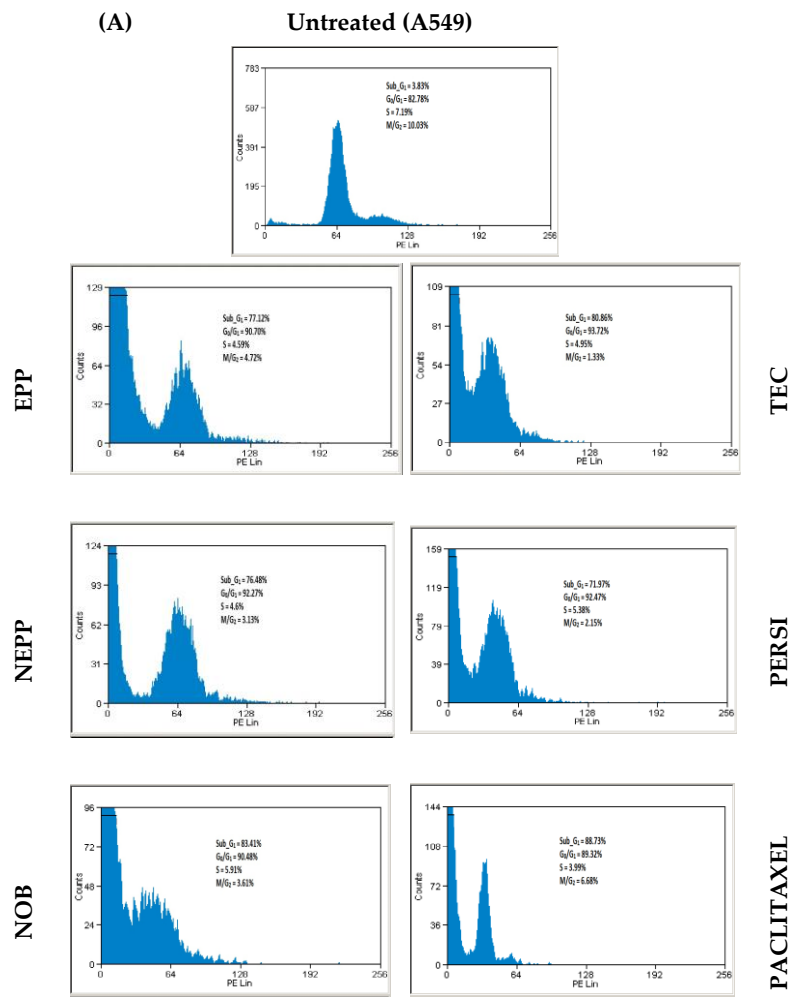 (A) Untreated (A549)
783
587
391
195
0
Counts
Sub_G₁ = 3.83%
G₀/G₁ = 82.78%
S = 7.19%
M/G₂ = 10.03%
0 64 128 192 256
PE Lin
EPP
129
96
64
32
0
Counts
Sub_G₁ = 77.12%
G₀/G₁ = 90.70%
S = 4.59%
M/G₂ = 4.72%
0 64 128 192 256
PE Lin
TEC
109
81
54
27
0
Counts
Sub_G₁ = 80.86%
G₀/G₁ = 93.72%
S = 4.95%
M/G₂ = 1.33%
0 64 128 192 256
PE Lin
NEPP
124
93
62
31
0
Counts
Sub_G₁ = 76.48%
G₀/G₁ = 92.27%
S = 4.6%
M/G₂ = 3.13%
0 64 128 192 256
PE Lin
PERSI
159
119
79
39
0
Counts
Sub_G₁ = 71.97%
G₀/G₁ = 92.47%
S = 5.38%
M/G₂ = 2.15%
0 64 128 192 256
PE Lin
NOB
96
72
48
24
0
Counts
Sub_G₁ = 83.41%
G₀/G₁ = 90.48%
S = 5.91%
M/G₂ = 3.61%
0 64 128 192 256
PE Lin
PACLITAXEL
144
108
72
36
0
Counts
Sub_G₁ = 88.73%
G₀/G₁ = 89.32%
S = 3.99%
M/G₂ = 6.68%
0 64 128 192 256
PE Lin